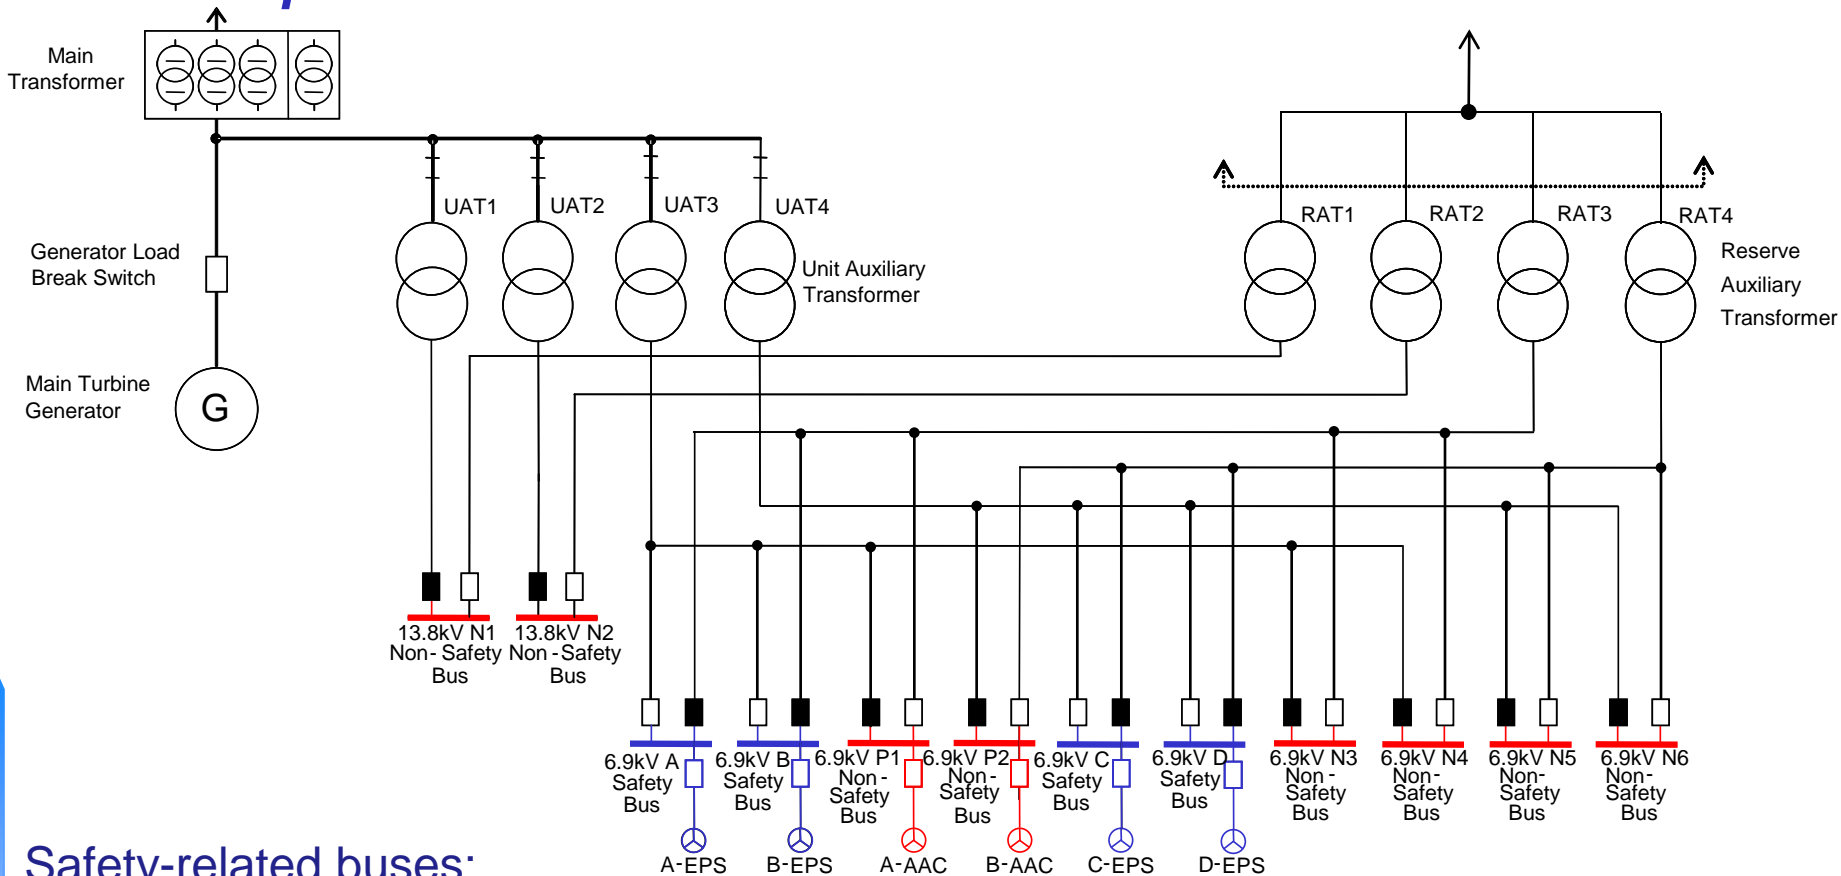 Main
Transformer
UAT1
UAT2
UAT3
UAT4
RAT1
RAT2
RAT3
RAT4
Generator Load
Break Switch
Unit Auxiliary
Transformer
Reserve
Auxiliary
Transformer
Main Turbine
Generator
G
13.8kV N1
Non-Safety
Bus
13.8kV N2
Non-Safety
Bus
6.9kV A
Safety
Bus
6.9kV B
Safety
Bus
6.9kV P1
Non-
Safety
Bus
6.9kV P2
Non-
Safety
Bus
6.9kV C
Safety
Bus
6.9kV D
Safety
Bus
6.9kV N3
Non-
Safety
Bus
6.9kV N4
Non-
Safety
Bus
6.9kV N5
Non-
Safety
Bus
6.9kV N6
Non-
Safety
Bus
A-EPS
B-EPS
A-AAC
B-AAC
C-EPS
D-EPS
Safety-related buses: